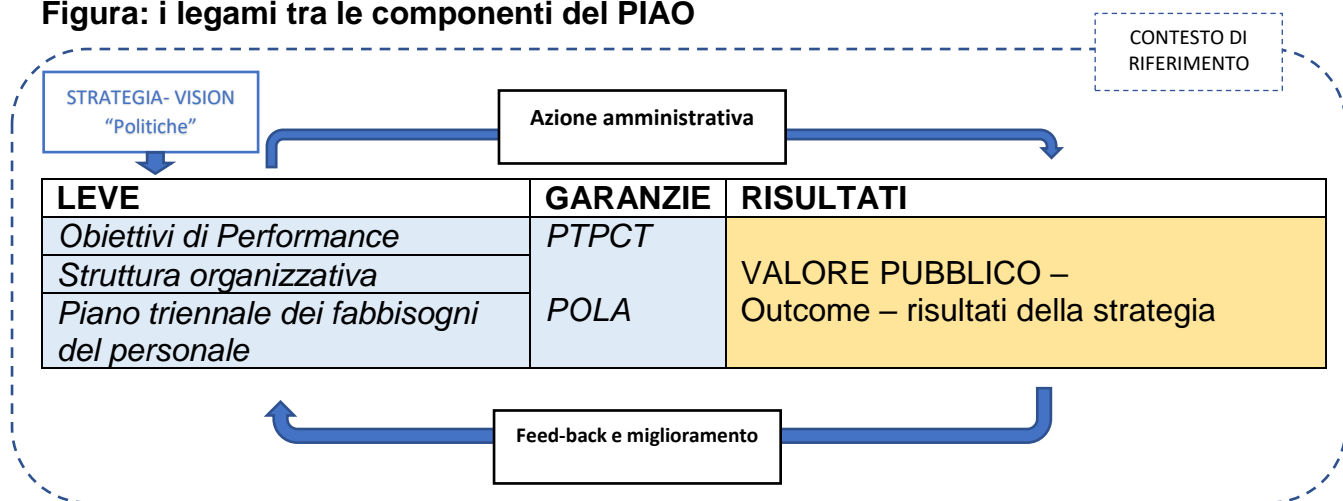 Figura: i legami tra le componenti del PIAO
CONTESTO DI
RIFERIMENTO
STRATEGIA- VISION
“Politiche”
Azione amministrativa
LEVE GARANZIE RISULTATI
Obiettivi di Performance PTPCT
Struttura organizzativa VALORE PUBBLICO –
Piano triennale dei fabbisogni POLA Outcome – risultati della strategia
del personale
Feed-back e miglioramento